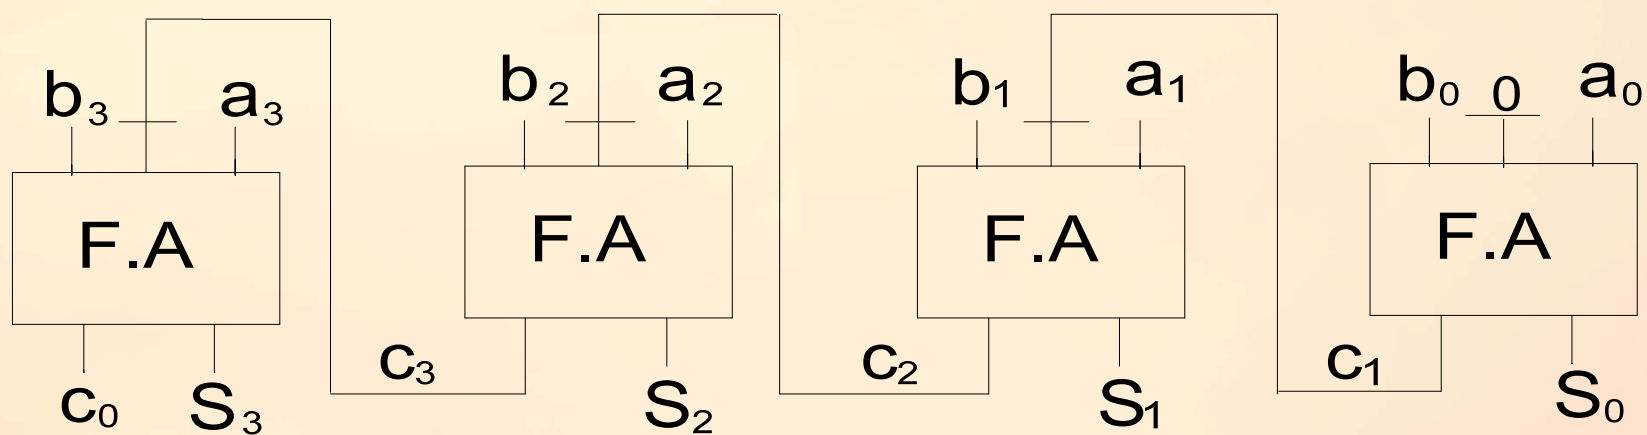 b₃ a₃ b₂ a₂ b₁ a₁ b₀ 0 a₀
F.A F.A F.A F.A
c₃ c₂ c₁
c₀ S₃ S₂ S₁ S₀